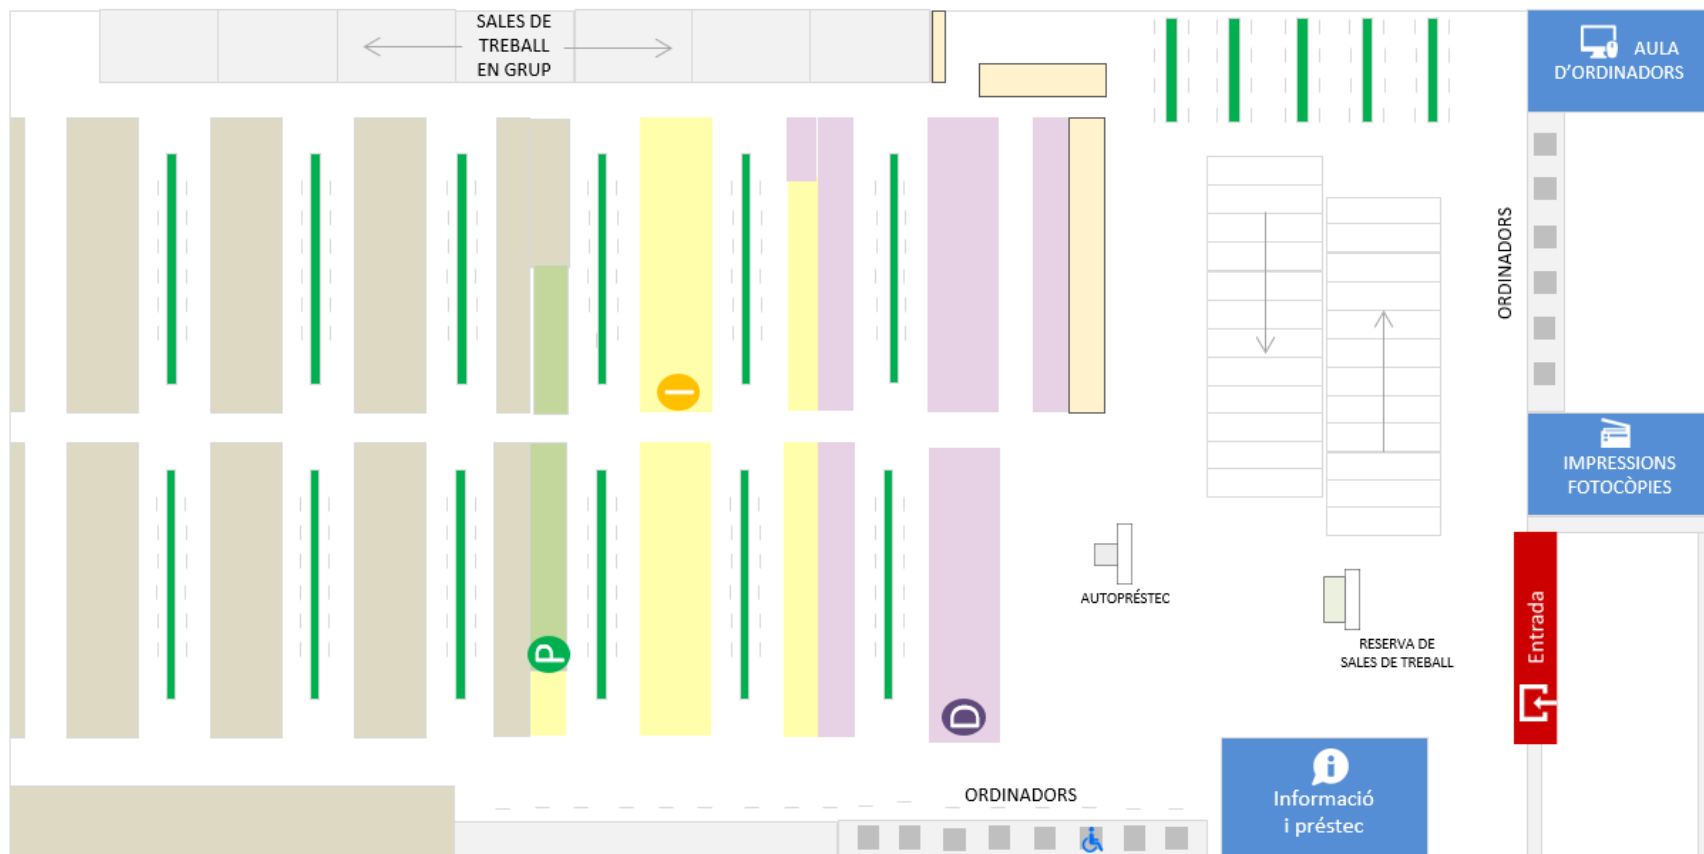 SALES DE
TREBALL
EN GRUP
AULA
D'ORDINADORS
ORDINADORS
I
IMPRESSIONS
FOTOCÒPIES
AUTOPRÉSTEC
RESERVA DE
SALES DE TREBALL
Entrada
P
D
ORDINADORS
i
Informació
i préstec